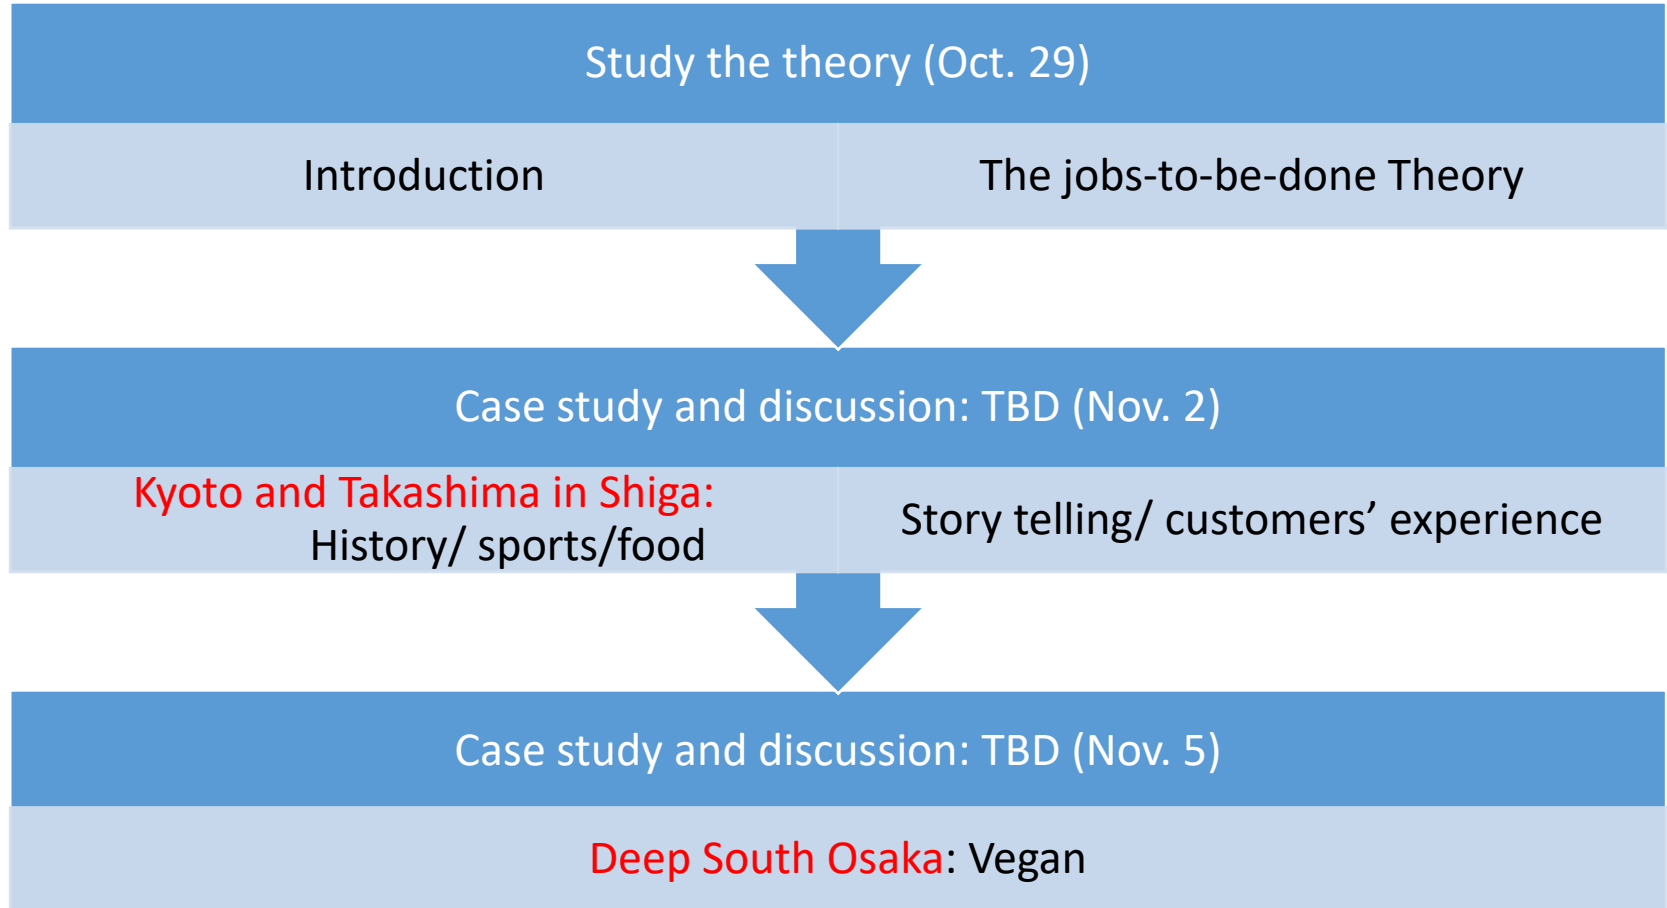 Study the theory (Oct. 29)
Introduction
The jobs-to-be-done Theory
Case study and discussion: TBD (Nov. 2)
Kyoto and Takashima in Shiga:
History/ sports/food
Story telling/ customers’ experience
Case study and discussion: TBD (Nov. 5)
Deep South Osaka: Vegan